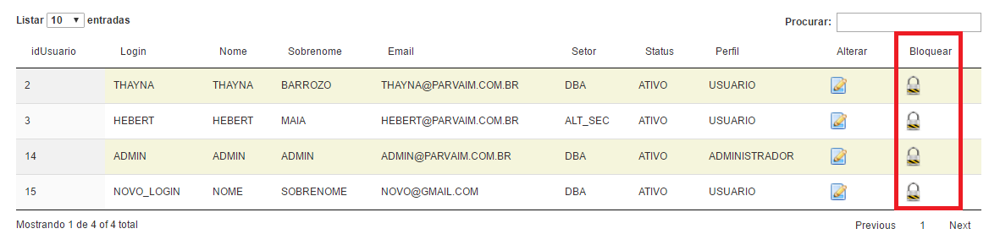 Listar 10 entradas Procurar:
idUsuario Login Nome Sobrenome Email Setor Status Perfil Alterar Bloquear
2 THAYNA THAYNA BARROZO THAYNA@PARVAIM.COM.BR DBA ATIVO USUARIO
3 HEBERT HEBERT MAIA HEBERT@PARVAIM.COM.BR ALT_SEC ATIVO USUARIO
14 ADMIN ADMIN ADMIN ADMIN@PARVAIM.COM.BR DBA ATIVO ADMINISTRADOR
15 NOVO_LOGIN NOME SOBRENOME NOVO@GMAIL.COM DBA ATIVO USUARIO
Mostrando 1 de 4 of 4 total Previous 1 Next